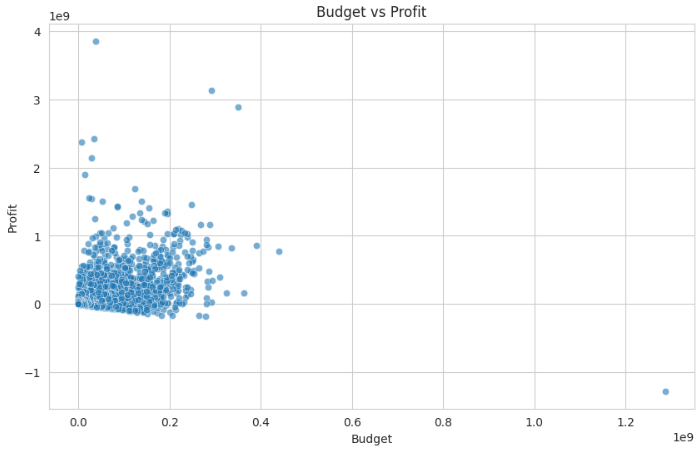 Budget vs Profit
1e9
4
3
2
1
0
−1
Profit
0.0 0.2 0.4 0.6 0.8 1.0 1.2
1e9
Budget